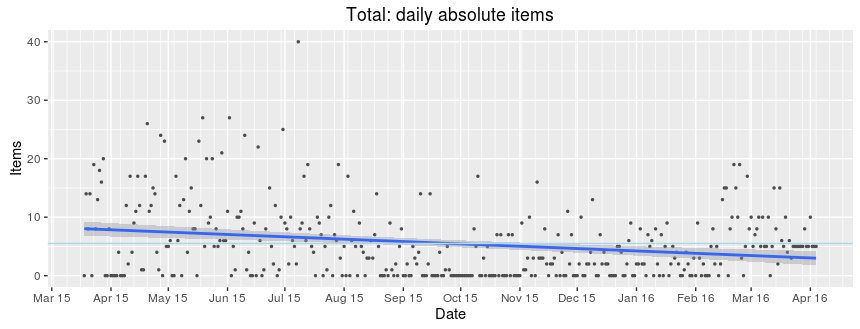 Total: daily absolute items
40
30
20
10
0
Items
Mar 15 Apr 15 May 15 Jun 15 Jul 15 Aug 15 Sep 15 Oct 15 Nov 15 Dec 15 Jan 16 Feb 16 Mar 16 Apr 16
Date